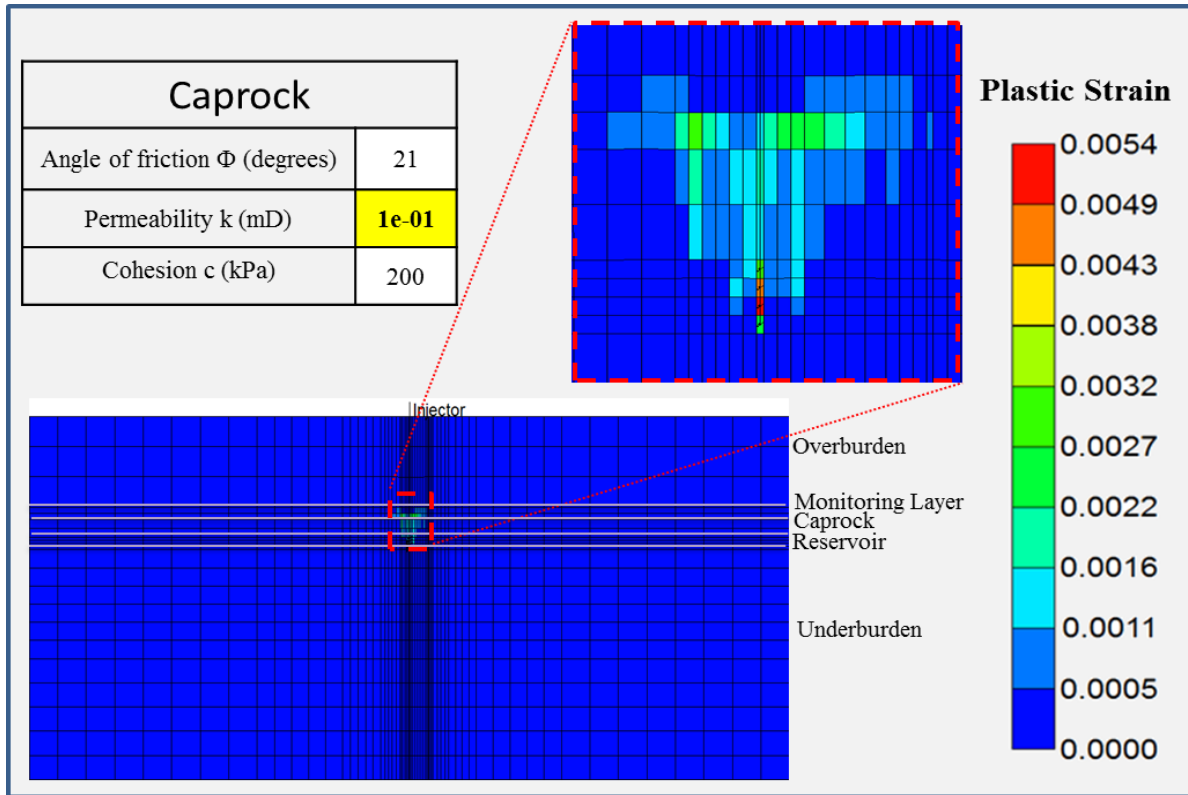 Caprock
Angle of friction Φ (degrees) 21
Permeability k (mD) 1e-01
Cohesion c (kPa) 200
Plastic Strain
0.0054
0.0049
0.0043
0.0038
0.0032
0.0027
0.0022
0.0016
0.0011
0.0005
0.0000
Injector
Overburden
Monitoring Layer
Caprock
Reservoir
Underburden